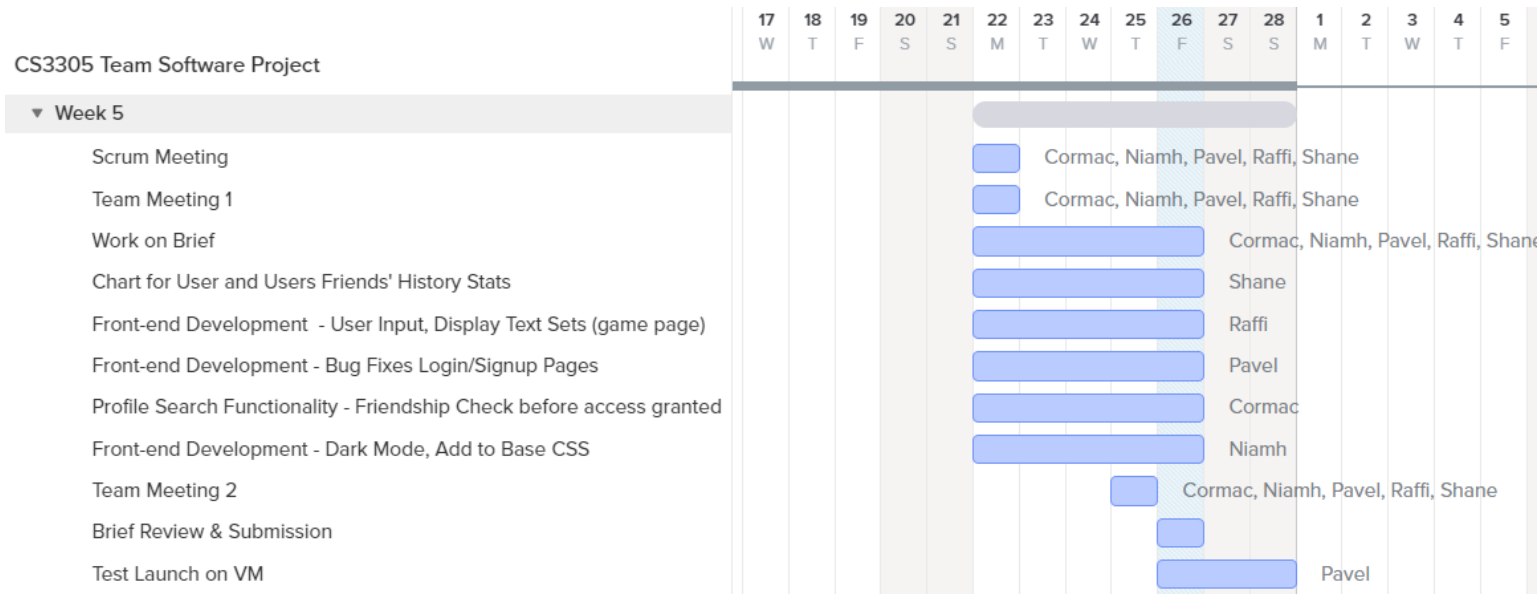 17 18 19 20 21 22 23 24 25 26 27 28 1 2 3 4 5
W T F S S M T W T F S S M T W T F
CS3305 Team Software Project
Week 5
Scrum Meeting Cormac, Niamh, Pavel, Raffi, Shane
Team Meeting 1 Cormac, Niamh, Pavel, Raffi, Shane
Work on Brief Cormac, Niamh, Pavel, Raffi, Shane
Chart for User and Users Friends' History Stats Shane
Front-end Development - User Input, Display Text Sets (game page) Raffi
Front-end Development - Bug Fixes Login/Signup Pages Pavel
Profile Search Functionality - Friendship Check before access granted Cormac
Front-end Development - Dark Mode, Add to Base CSS Niamh
Team Meeting 2 Cormac, Niamh, Pavel, Raffi, Shane
Brief Review & Submission
Test Launch on VM Pavel